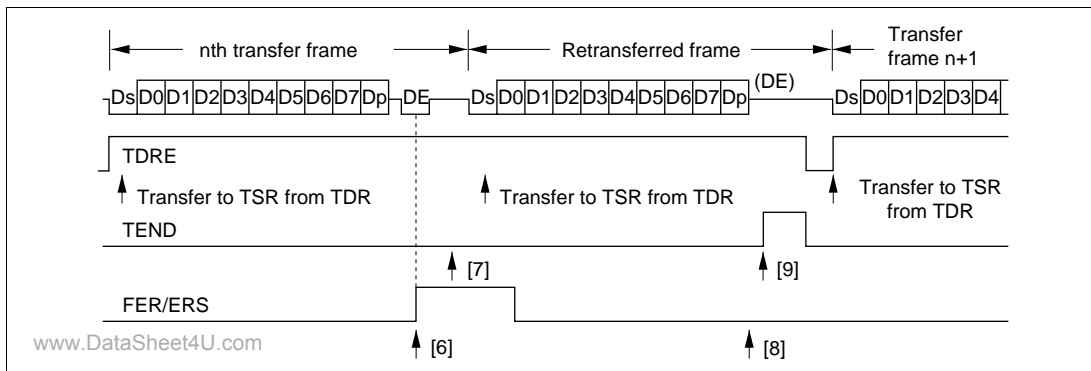 nth transfer frame
Retransferred frame
Transfer
frame n+1
Ds D0 D1 D2 D3 D4 D5 D6 D7 Dp DE
Ds D0 D1 D2 D3 D4 D5 D6 D7 Dp (DE)
Ds D0 D1 D2 D3 D4
TDRE
Transfer to TSR from TDR
Transfer to TSR from TDR
Transfer to TSR
from TDR
TEND
[7]
[9]
FER/ERS
[6]
[8]
www.DataSheet4U.com